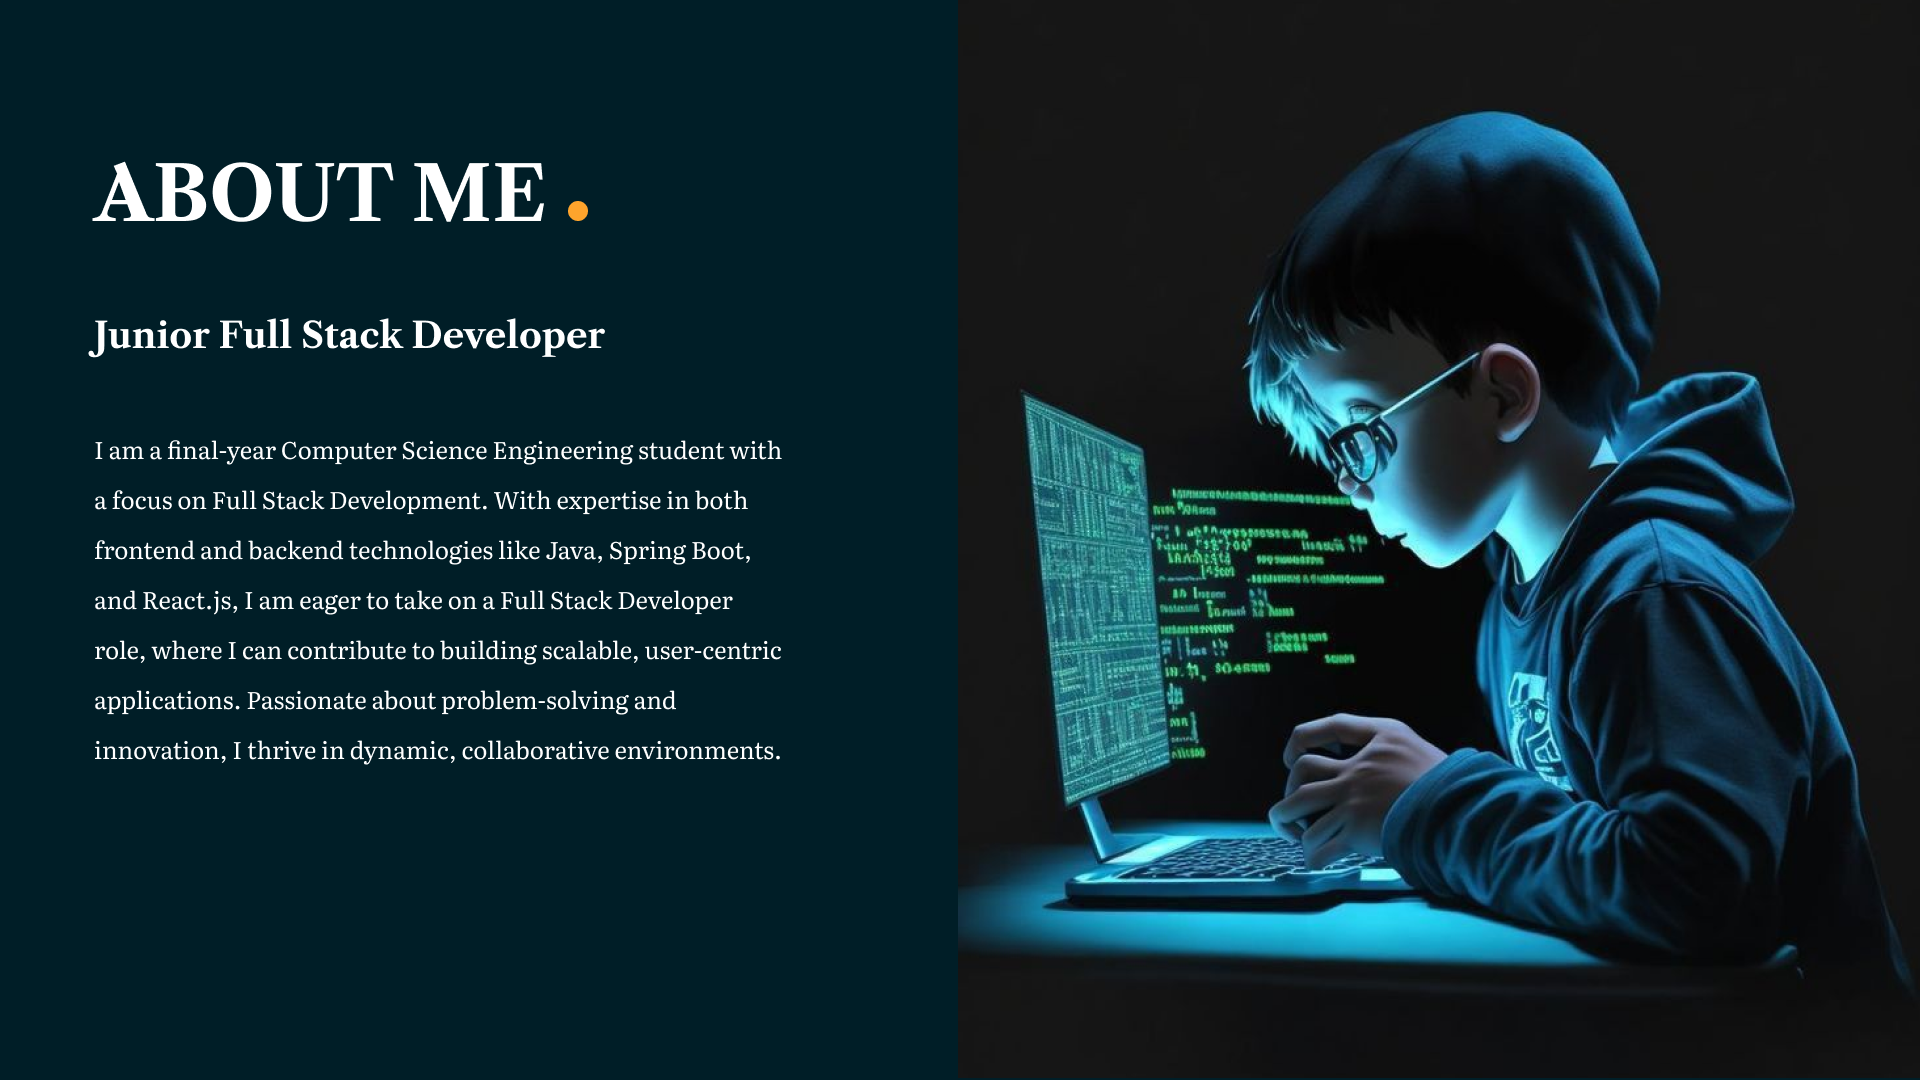 ABOUT ME .
Junior Full Stack Developer
I am a final-year Computer Science Engineering student with
a focus on Full Stack Development. With expertise in both
frontend and backend technologies like Java, Spring Boot,
and React.js, I am eager to take on a Full Stack Developer
role, where I can contribute to building scalable, user-centric
applications. Passionate about problem-solving and
innovation, I thrive in dynamic, collaborative environments.